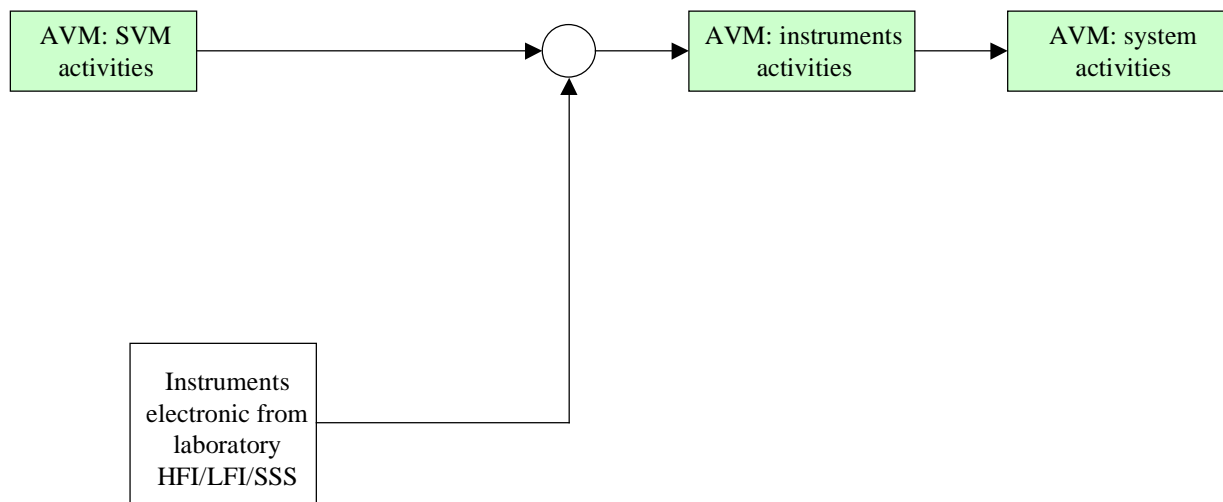 AVM: SVM
activities
AVM: instruments
activities
AVM: system
activities
Instruments
electronic from
laboratory
HFI/LFI/SSS